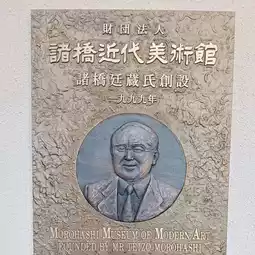 財団法人
諸橋近代美術館
諸橋廷蔵氏創設
一九九九年
MOROHASHI MUSEUM OF MODERN ART
FOUNDED BY MR. TEIZO MOROHASHI